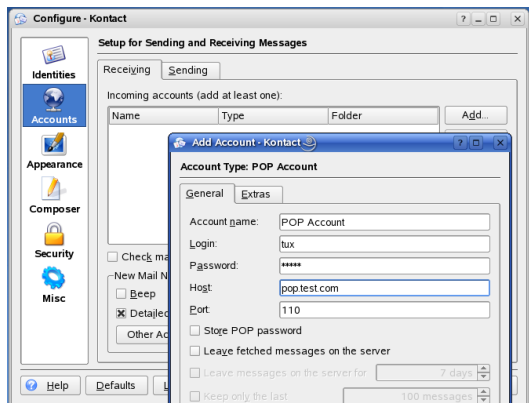 Configure - Kontact
Setup for Sending and Receiving Messages
Identities
Accounts
Appearance
Composer
Security
Misc
Receiving
Sending
Incoming accounts (add at least one):
Name Type Folder
Add...
Check ma
New Mail N
Beep
Detailed
Other Ac
Help
Defaults
Add Account - Kontact
Account Type: POP Account
General
Extras
Account name: POP Account
Login: tux
Password: *****
Host: pop.test.com
Port: 110
Store POP password
Leave fetched messages on the server
Leave messages on the server for 7 days
Keep only the last 100 messages